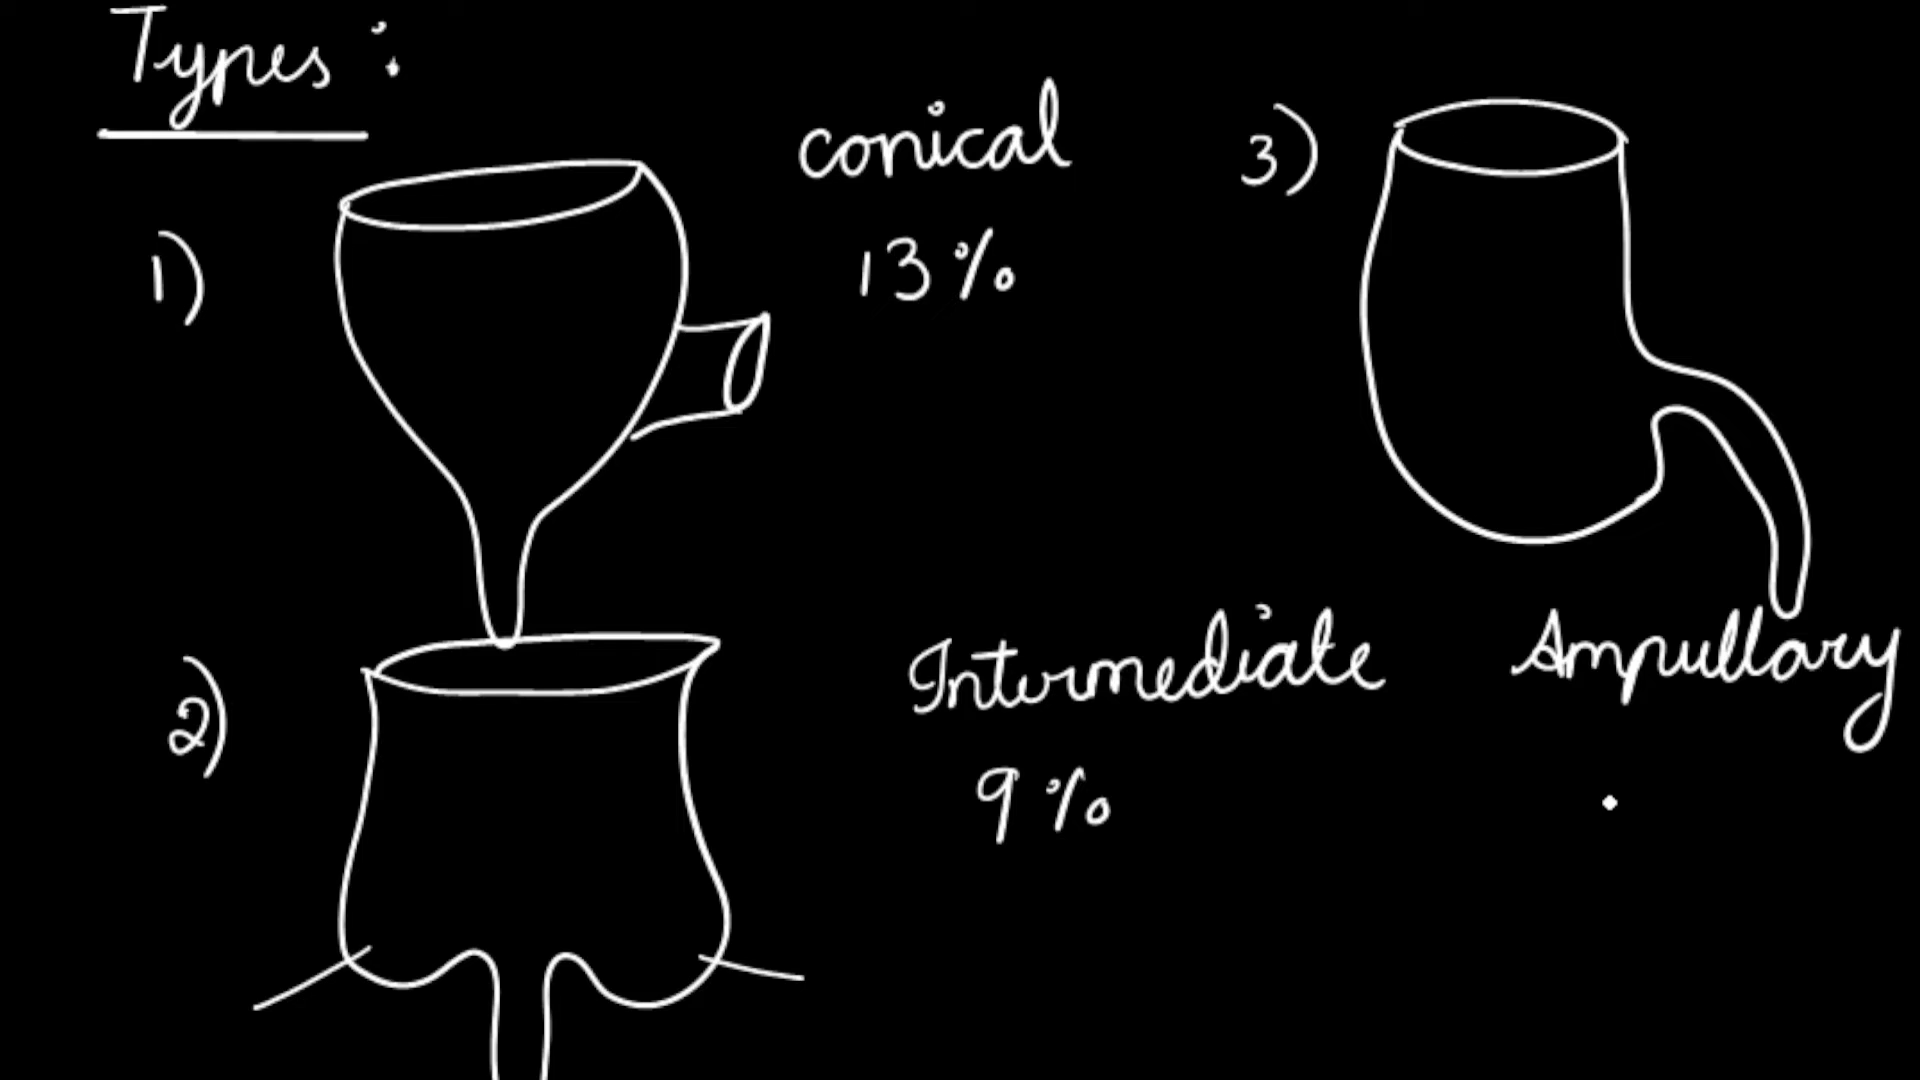 Types :
1)
conical
13%
2)
Intermediate
9%
3)
Ampullary